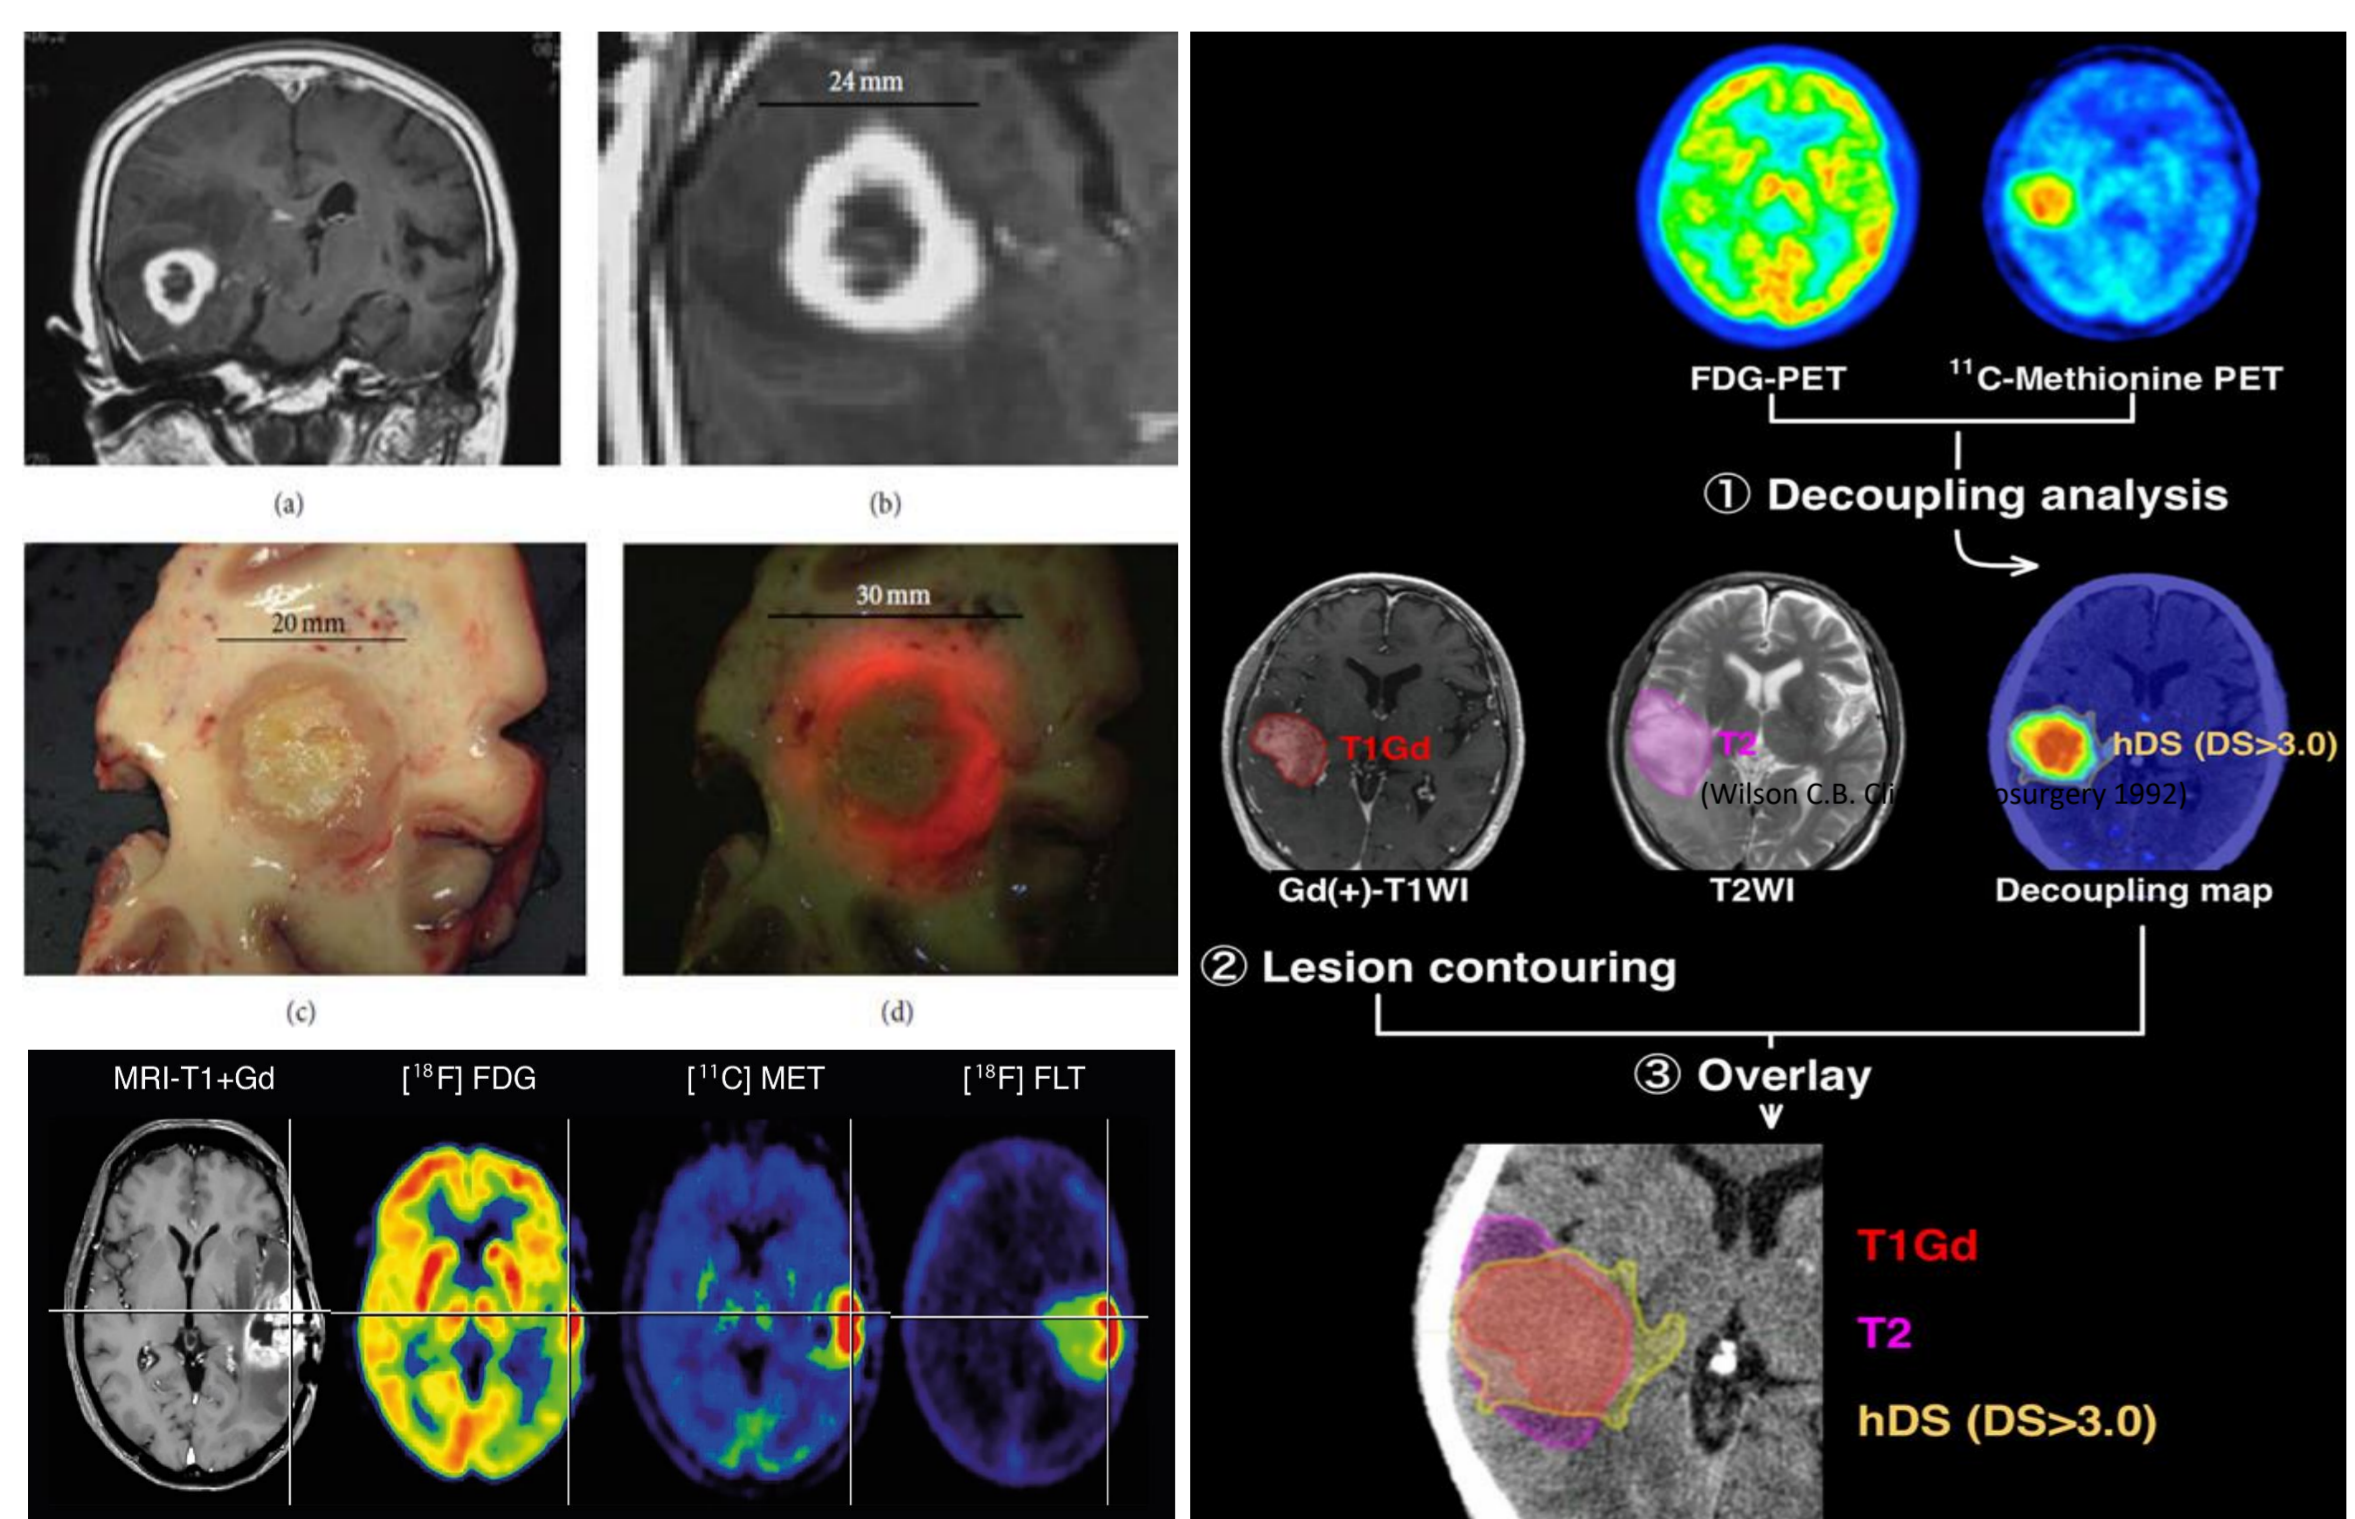 24 mm
(a)
(b)
20 mm
30 mm
(c)
(d)
MRI-T1+Gd
[¹⁸F] FDG
[¹¹C] MET
[¹⁸F] FLT
FDG-PET
¹¹C-Methionine PET
① Decoupling analysis
T1Gd
T2
hDS (DS>3.0)
(Wilson C.B. 1992)
Gd(+)-T1WI
T2WI
Decoupling map
② Lesion contouring
③ Overlay
T1Gd
T2
hDS (DS>3.0)